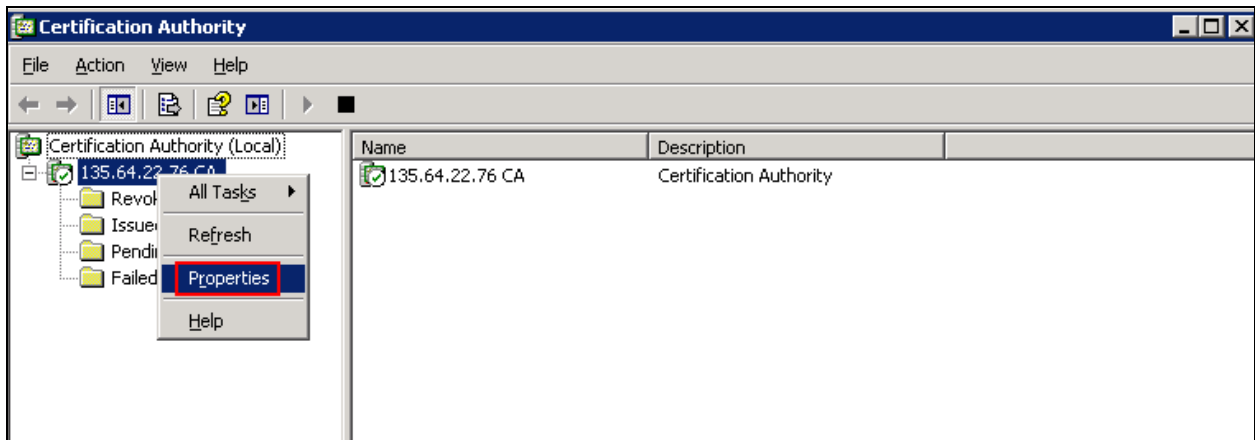 Certification Authority
File Action View Help
Certification Authority (Local)
Name Description
135.64.22.76 CA
135.64.22.76 CA Certification Authority
All Tasks
Refresh
Properties
Help